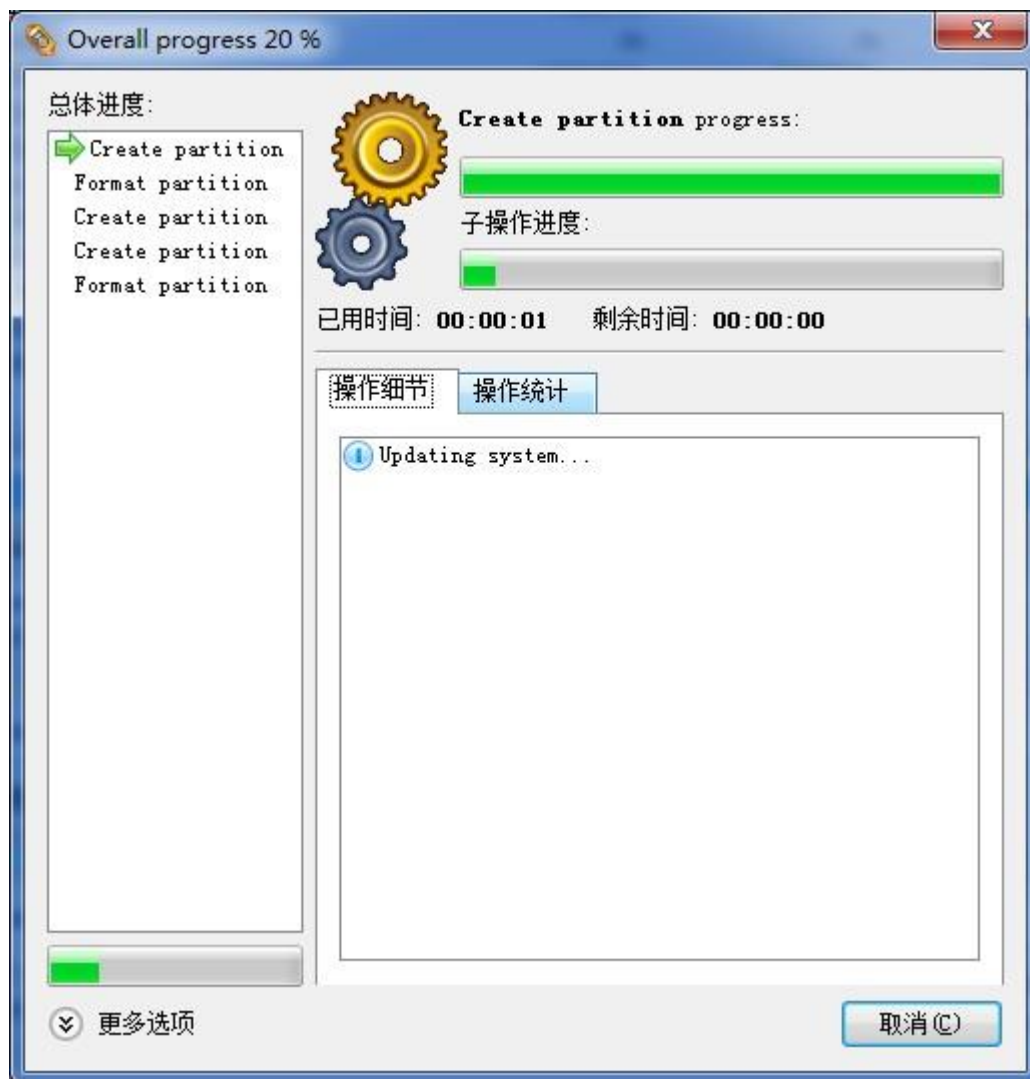 Overall progress 20 %
总体进度:
Create partition
Format partition
Create partition
Create partition
Format partition
Create partition progress:
子操作进度:
已用时间: 00:00:01 剩余时间: 00:00:00
操作细节 操作统计
Updating system...
更多选项
取消(C)